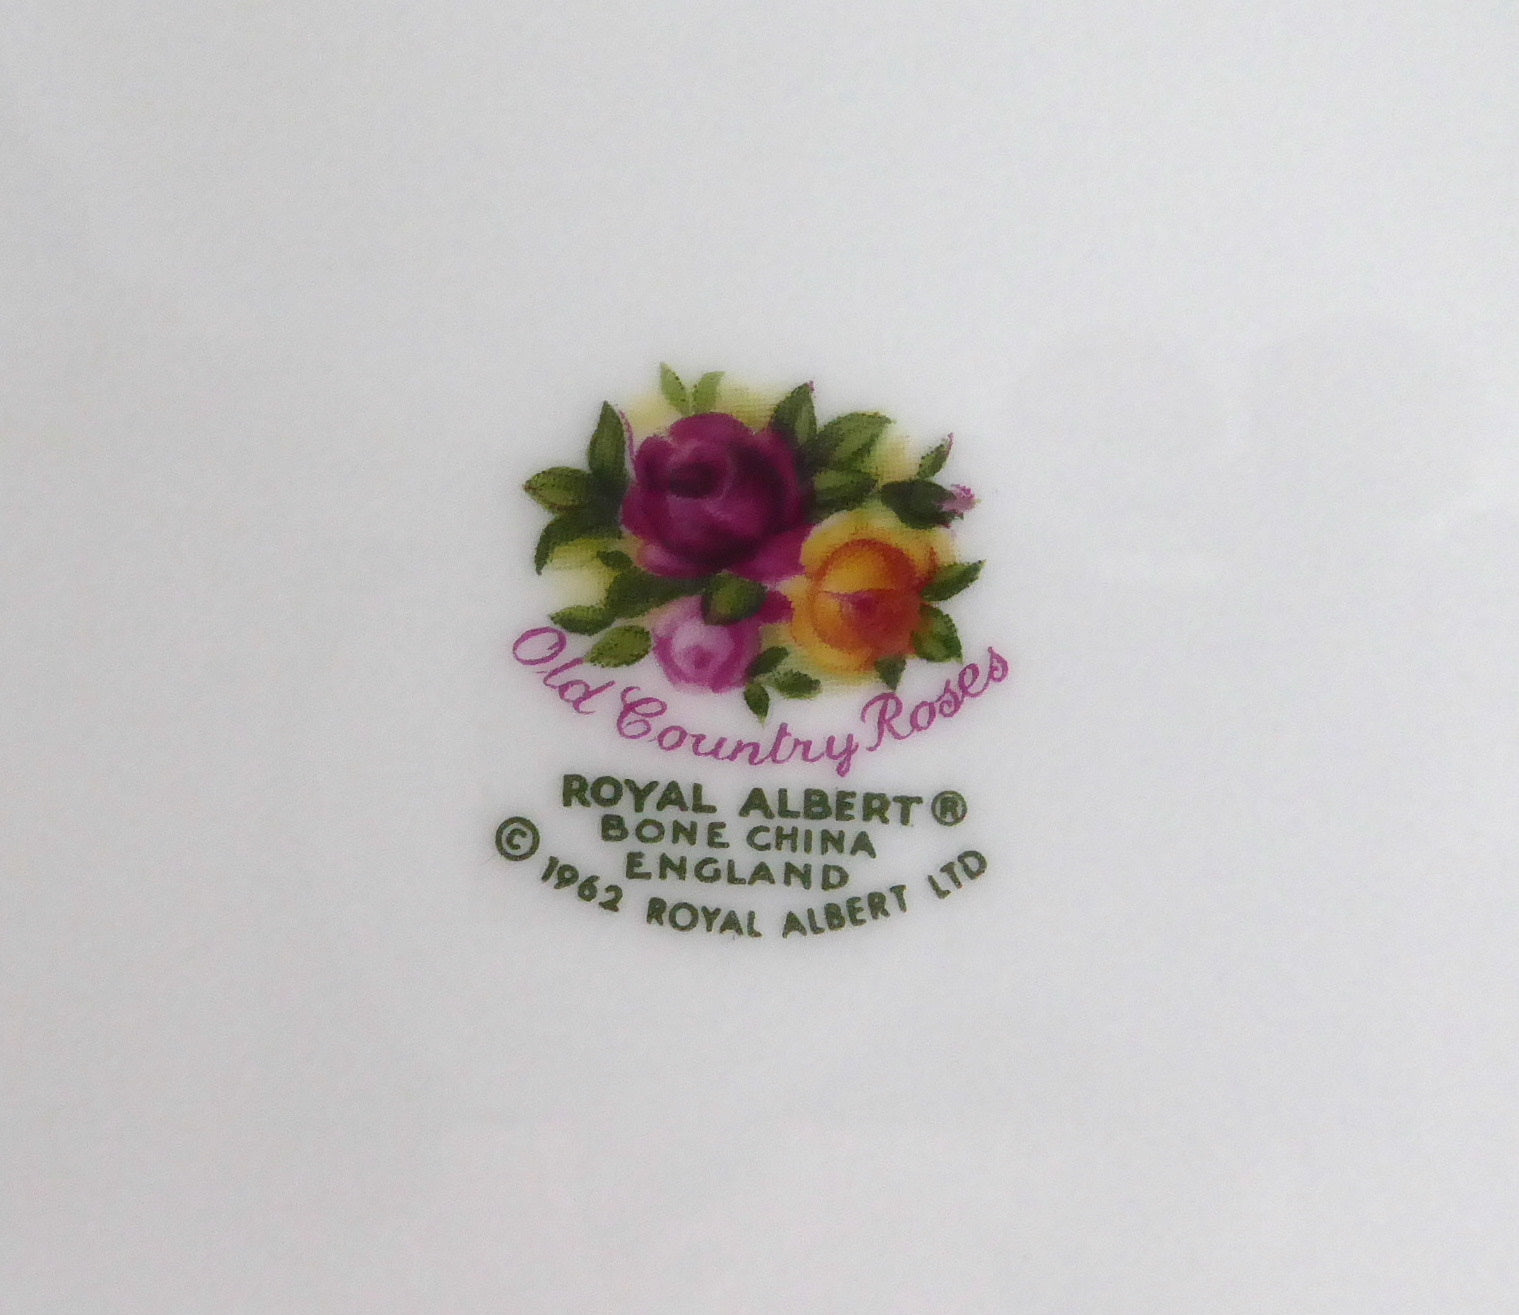 Old Country Roses
ROYAL ALBERT®
BONE CHINA
ENGLAND
© 1962 ROYAL ALBERT LTD